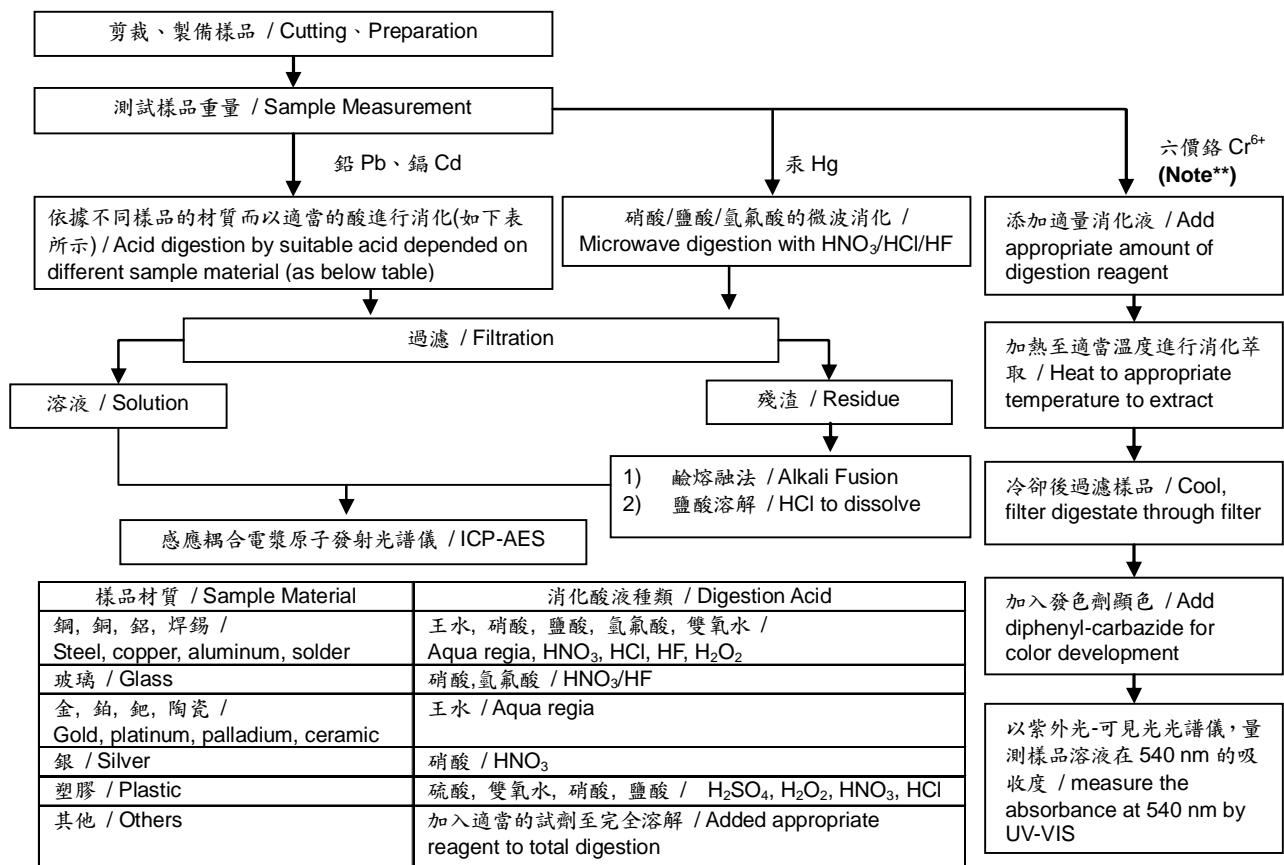 剪裁、製備樣品 / Cutting、Preparation
測試樣品重量 / Sample Measurement
鉛 Pb、鎘 Cd
汞 Hg
六價鉻 Cr⁶⁺
(Note**)
依據不同樣品的材質而以適當的酸進行消化(如下表
所示) / Acid digestion by suitable acid depended on
different sample material (as below table)
硝酸/鹽酸/氫氟酸的微波消化 /
Microwave digestion with HNO₃/HCl/HF
添加適量消化液 / Add
appropriate amount of
digestion reagent
過濾 / Filtration
加熱至適當溫度進行消化萃
取 / Heat to appropriate
temperature to extract
溶液 / Solution
殘渣 / Residue
1) 鹼熔融法 / Alkali Fusion
2) 鹽酸溶解 / HCl to dissolve
冷卻後過濾樣品 / Cool,
filter digestate through filter
感應耦合電漿原子發射光譜儀 / ICP-AES
加入發色劑顯色 / Add
diphenyl-carbazide for
color development
以紫外光-可見光光譜儀，量
測樣品溶液在 540 nm 的吸
收度 / measure the
absorbance at 540 nm by
UV-VIS
樣品材質 / Sample Material
消化酸液種類 / Digestion Acid
鋼, 銅, 鋁, 焊錫 /
Steel, copper, aluminum, solder
王水, 硝酸, 鹽酸, 氫氟酸, 雙氧水 /
Aqua regia, HNO₃, HCl, HF, H₂O₂
玻璃 / Glass
硝酸,氫氟酸 / HNO₃/HF
金, 鉑, 鈀, 陶瓷 /
Gold, platinum, palladium, ceramic
王水 / Aqua regia
銀 / Silver
硝酸 / HNO₃
塑膠 / Plastic
硫酸, 雙氧水, 硝酸, 鹽酸 / H₂SO₄, H₂O₂, HNO₃, HCl
其他 / Others
加入適當的試劑至完全溶解 / Added appropriate
reagent to total digestion